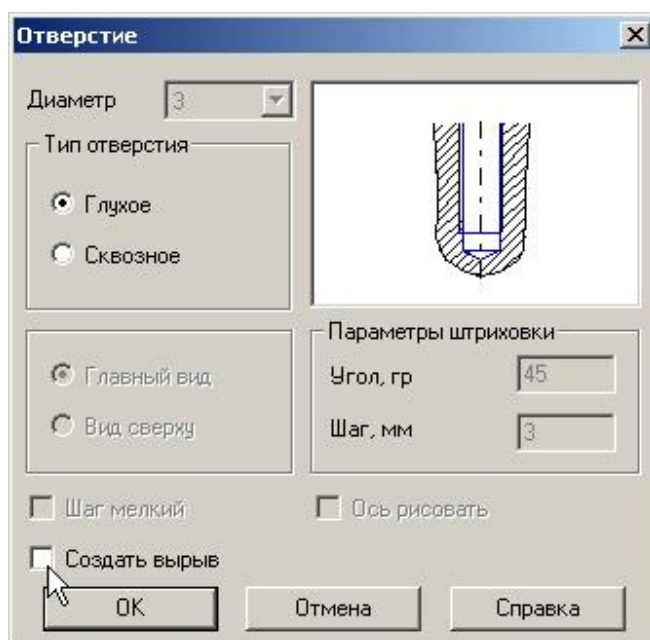 Отверстие
Диаметр 3
Тип отверстия
Глухое
Сквозное
Главный вид
Вид сверху
Параметры штриховки
Угол, гр 45
Шаг, мм 3
Шаг мелкий
Ось рисовать
Создать вырыв
OK
Отмена
Справка